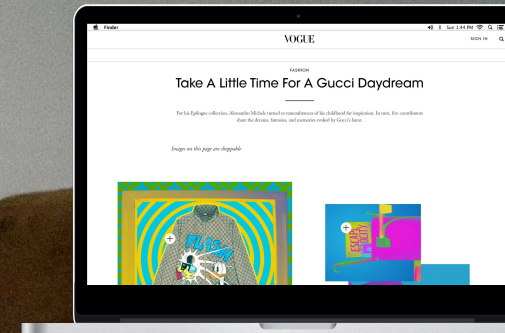 Finder
Sun 1:44 PM
VOGUE
SIGN IN
FASHION
Take A Little Time For A Gucci Daydream
For his Epilogue collection, Alessandro Michele turned to remembrances of his childhood for inspiration. In turn, five contributors
share the dreams, fantasies, and memories evoked by Gucci's latest.
Images on this page are shoppable
FLASH
ESCAPE